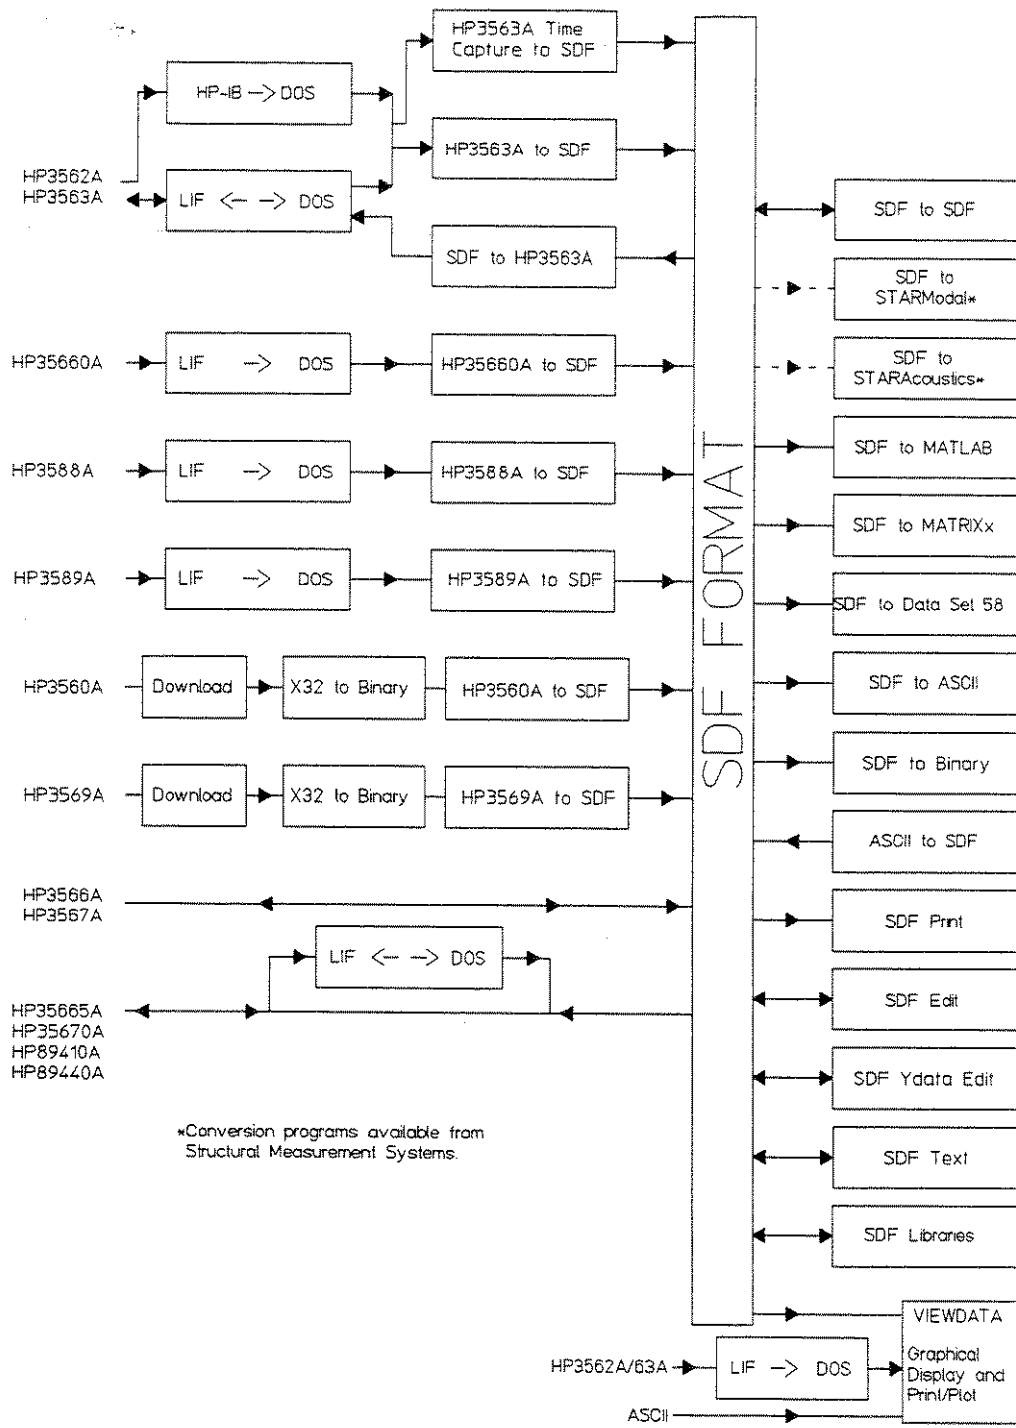 HP3563A Time
Capture to SDF
HP-IB —> DOS
HP3563A to SDF
HP3562A
HP3563A
LIF <- -> DOS
SDF to HP3563A
HP35660A
LIF -> DOS
HP35660A to SDF
HP3588A
LIF -> DOS
HP3588A to SDF
HP3589A
LIF -> DOS
HP3589A to SDF
HP3560A
Download
X32 to Binary
HP3560A to SDF
HP3569A
Download
X32 to Binary
HP3569A to SDF
HP3566A
HP3567A
LIF <- -> DOS
HP35665A
HP35670A
HP89410A
HP89440A
*Conversion programs available from
Structural Measurement Systems.
SDF FORMAT
SDF to SDF
SDF to
STARModal*
SDF to
STARAcoustics*
SDF to MATLAB
SDF to MATRIXx
SDF to Data Set 58
SDF to ASCII
SDF to Binary
ASCII to SDF
SDF Print
SDF Edit
SDF Ydata Edit
SDF Text
SDF Libraries
VIEWDATA
Graphical
Display and
Print/Plot
HP3562A/63A
LIF -> DOS
ASCII